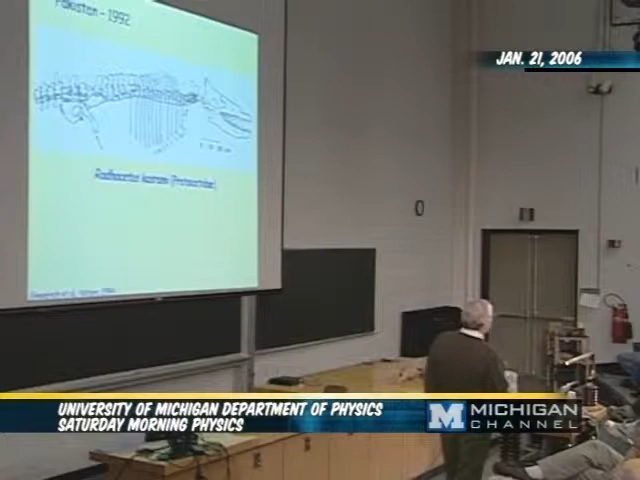 Pakistan - 1992
JAN. 21, 2006
UNIVERSITY OF MICHIGAN DEPARTMENT OF PHYSICS
SATURDAY MORNING PHYSICS
M MICHIGAN
CHANNEL